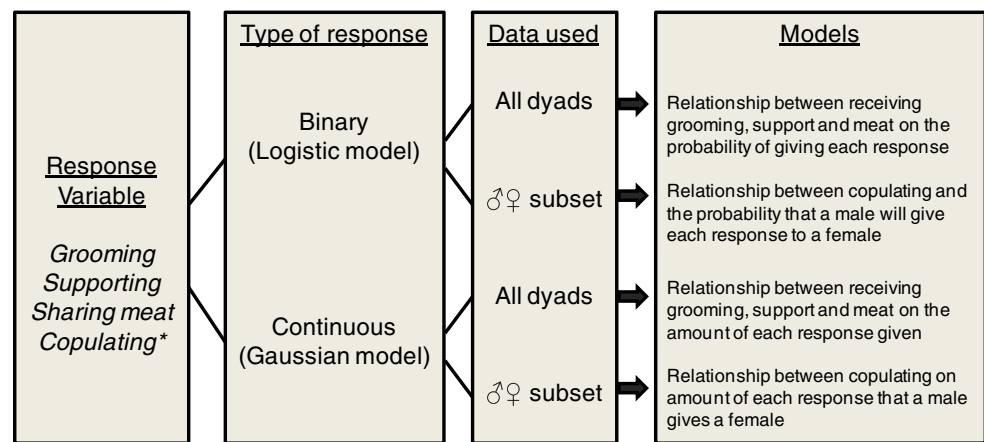 Response
Variable
Grooming
Supporting
Sharing meat
Copulating*
Type of response
Binary
(Logistic model)
Continuous
(Gaussian model)
Data used
All dyads
♂♀ subset
All dyads
♂♀ subset
Models
Relationship between receiving
grooming, support and meat on the
probability of giving each response
Relationship between copulating and
the probability that a male will give
each response to a female
Relationship between receiving
grooming, support and meat on the
amount of each response given
Relationship between copulating on
amount of each response that a male
gives a female